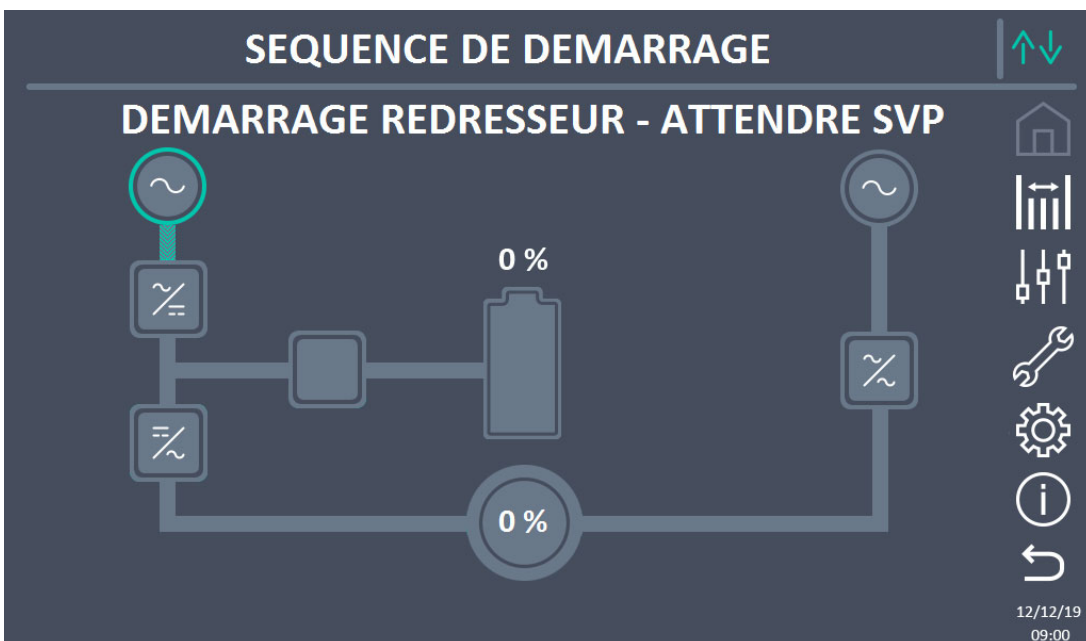 SEQUENCE DE DEMARRAGE
DEMARRAGE REDRESSEUR - ATTENDRE SVP
0 %
0 %
12/12/19
09:00